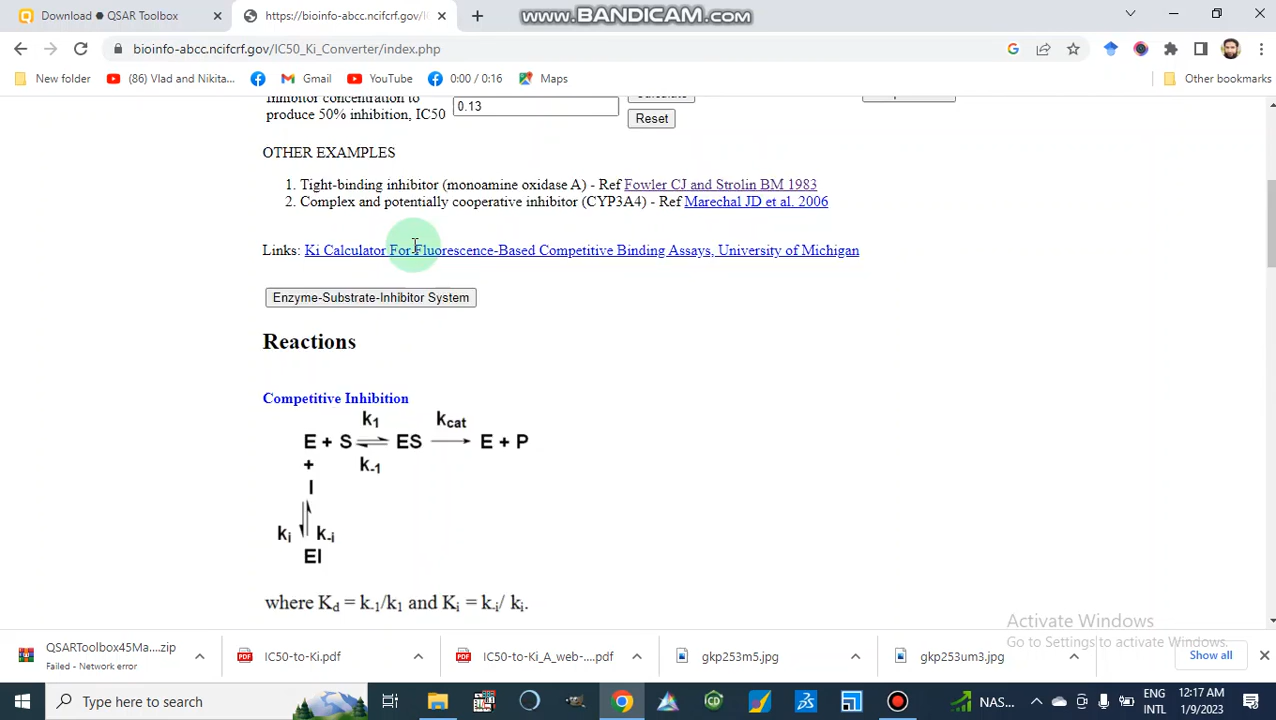 Download ● QSAR Toolbox
https://bioinfo-abcc.ncifcrf.gov/I
www.BANDICAM.com
bioinfo-abcc.ncifcrf.gov/IC50_Ki_Converter/index.php
New folder
(86) Vlad and Nikita...
Gmail
YouTube
0:00 / 0:16
Maps
Other bookmarks
Inhibitor concentration to
produce 50% inhibition, IC50
0.13
Reset
OTHER EXAMPLES
1. Tight-binding inhibitor (monoamine oxidase A) - Ref Fowler CJ and Strolin BM 1983
2. Complex and potentially cooperative inhibitor (CYP3A4) - Ref Marechal JD et al. 2006
Links: Ki Calculator For Fluorescence-Based Competitive Binding Assays, University of Michigan
Enzyme-Substrate-Inhibitor System
Reactions
Competitive Inhibition
k1 kcat
E + S ES E + P
+ k-1
I
ki k-i
EI
where Kd = k-1/k1 and Ki = k-i/ ki.
Activate Windows
Go to Settings to activate Windows.
QSARToolbox45Ma....zip
Failed - Network error
IC50-to-Ki.pdf
IC50-to-Ki_A_web-....pdf
gkp253m5.jpg
gkp253um3.jpg
Show all
Type here to search
NAS...
ENG
INTL
12:17 AM
1/9/2023